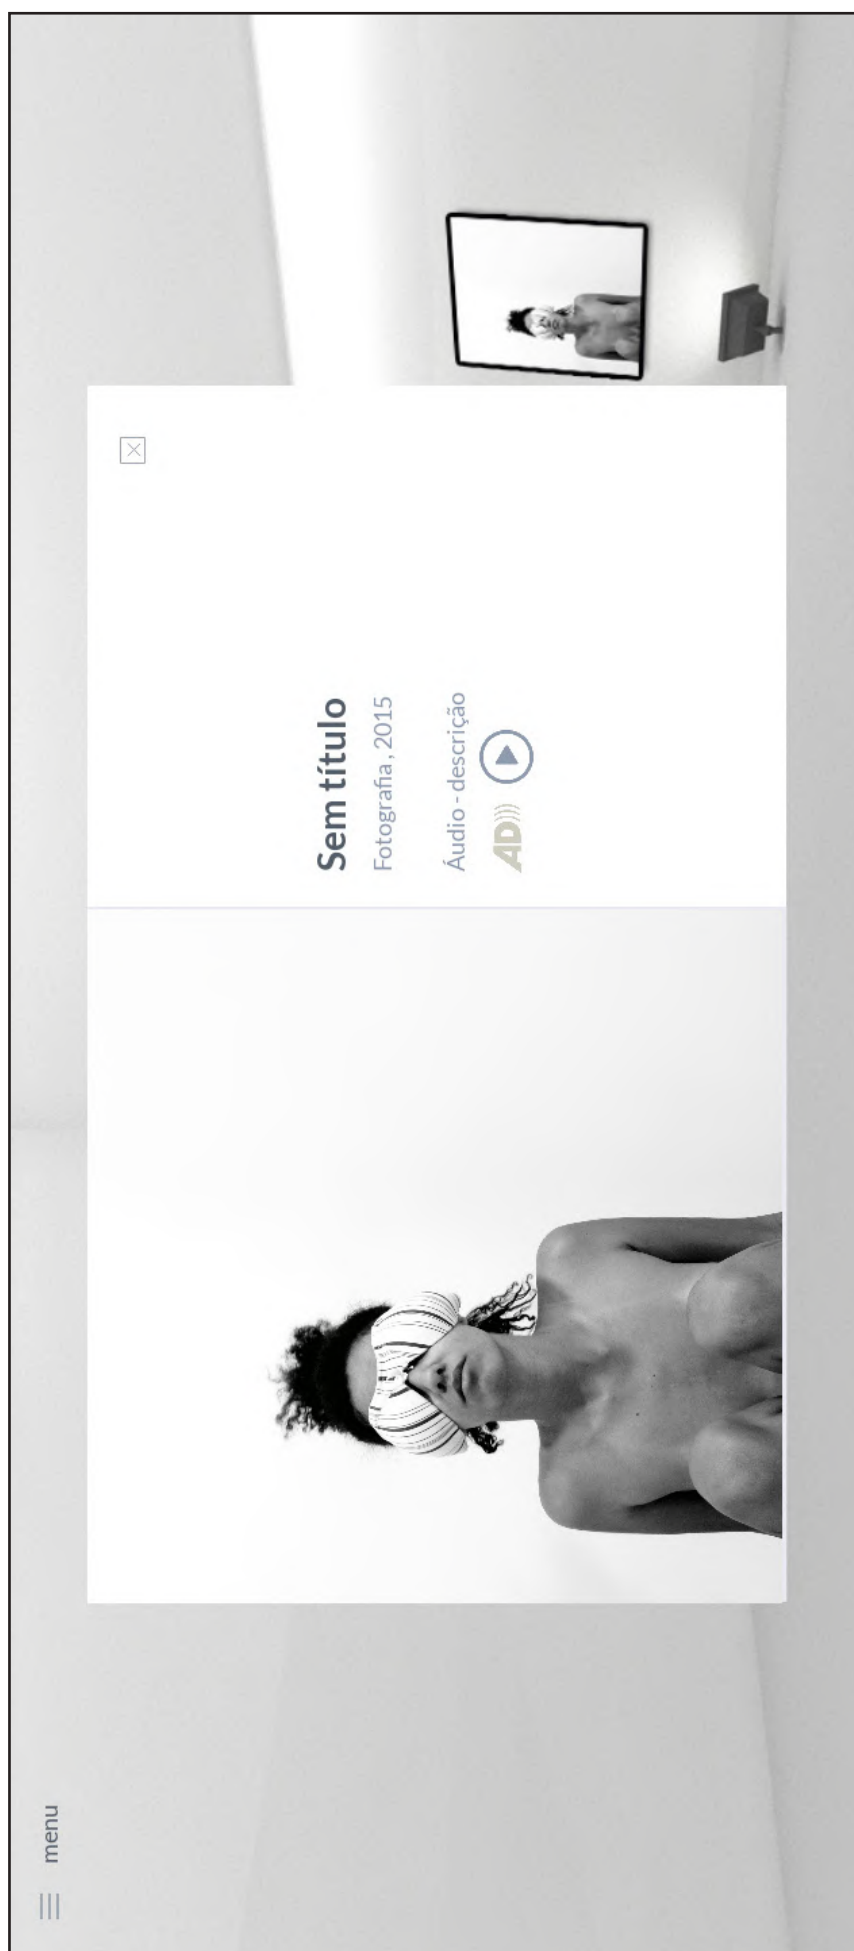 menu
Sem título
Fotografia, 2015
Áudio - descrição
AD)))